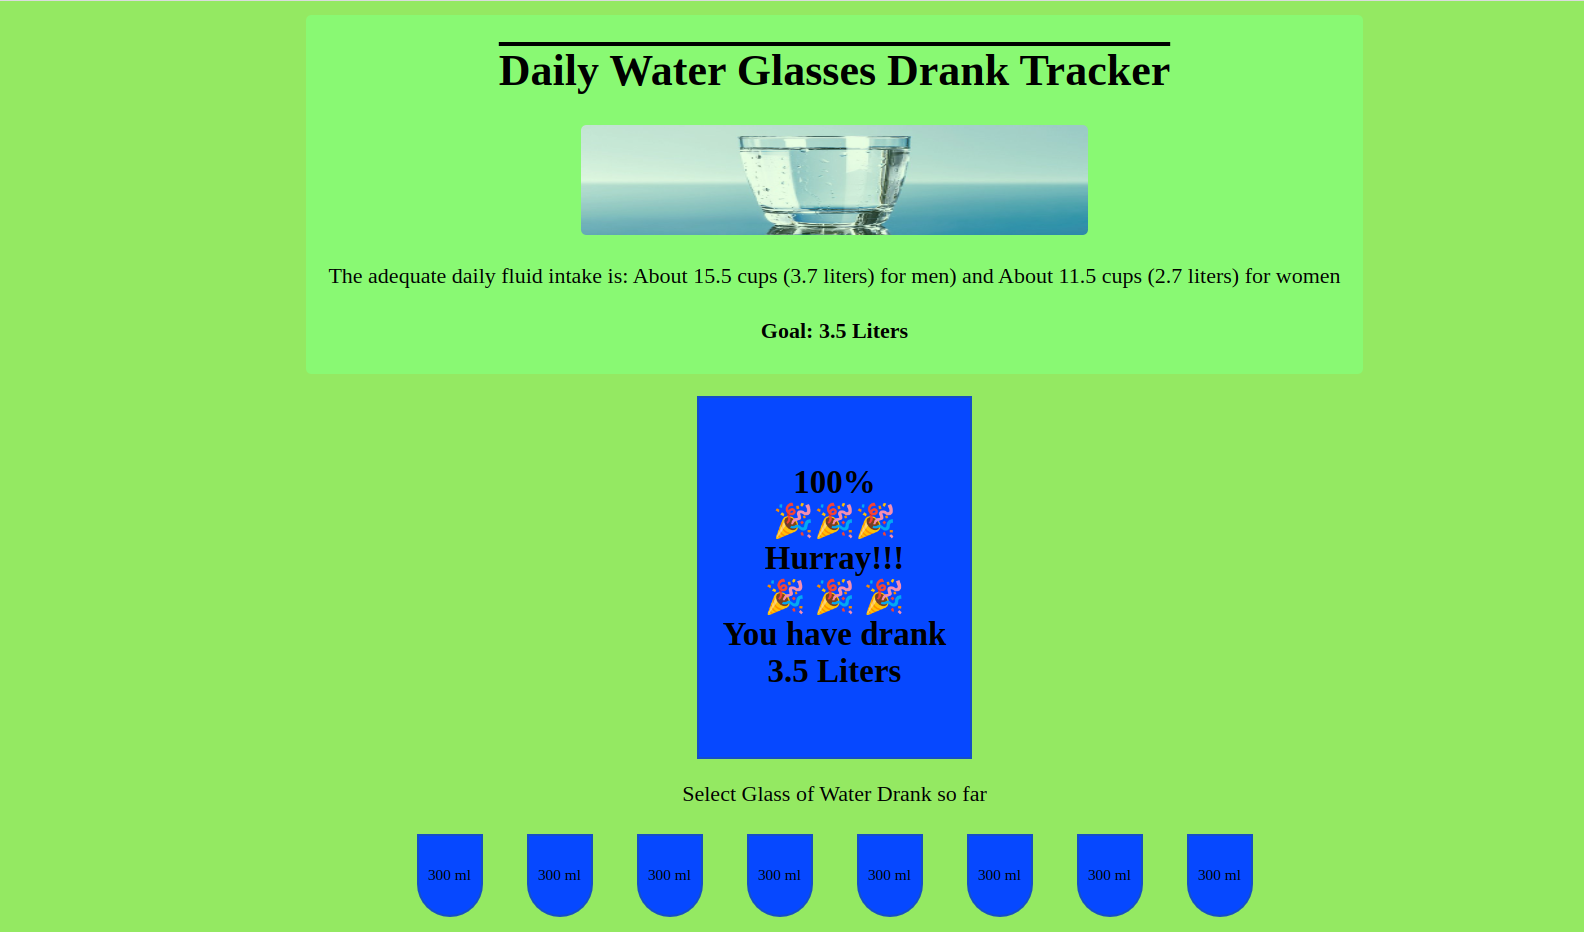 Daily Water Glasses Drank Tracker
The adequate daily fluid intake is: About 15.5 cups (3.7 liters) for men) and About 11.5 cups (2.7 liters) for women
Goal: 3.5 Liters
100%
🎉🎉🎉
Hurray!!!
🎉 🎉 🎉
You have drank
3.5 Liters
Select Glass of Water Drank so far
300 ml 300 ml 300 ml 300 ml 300 ml 300 ml 300 ml 300 ml